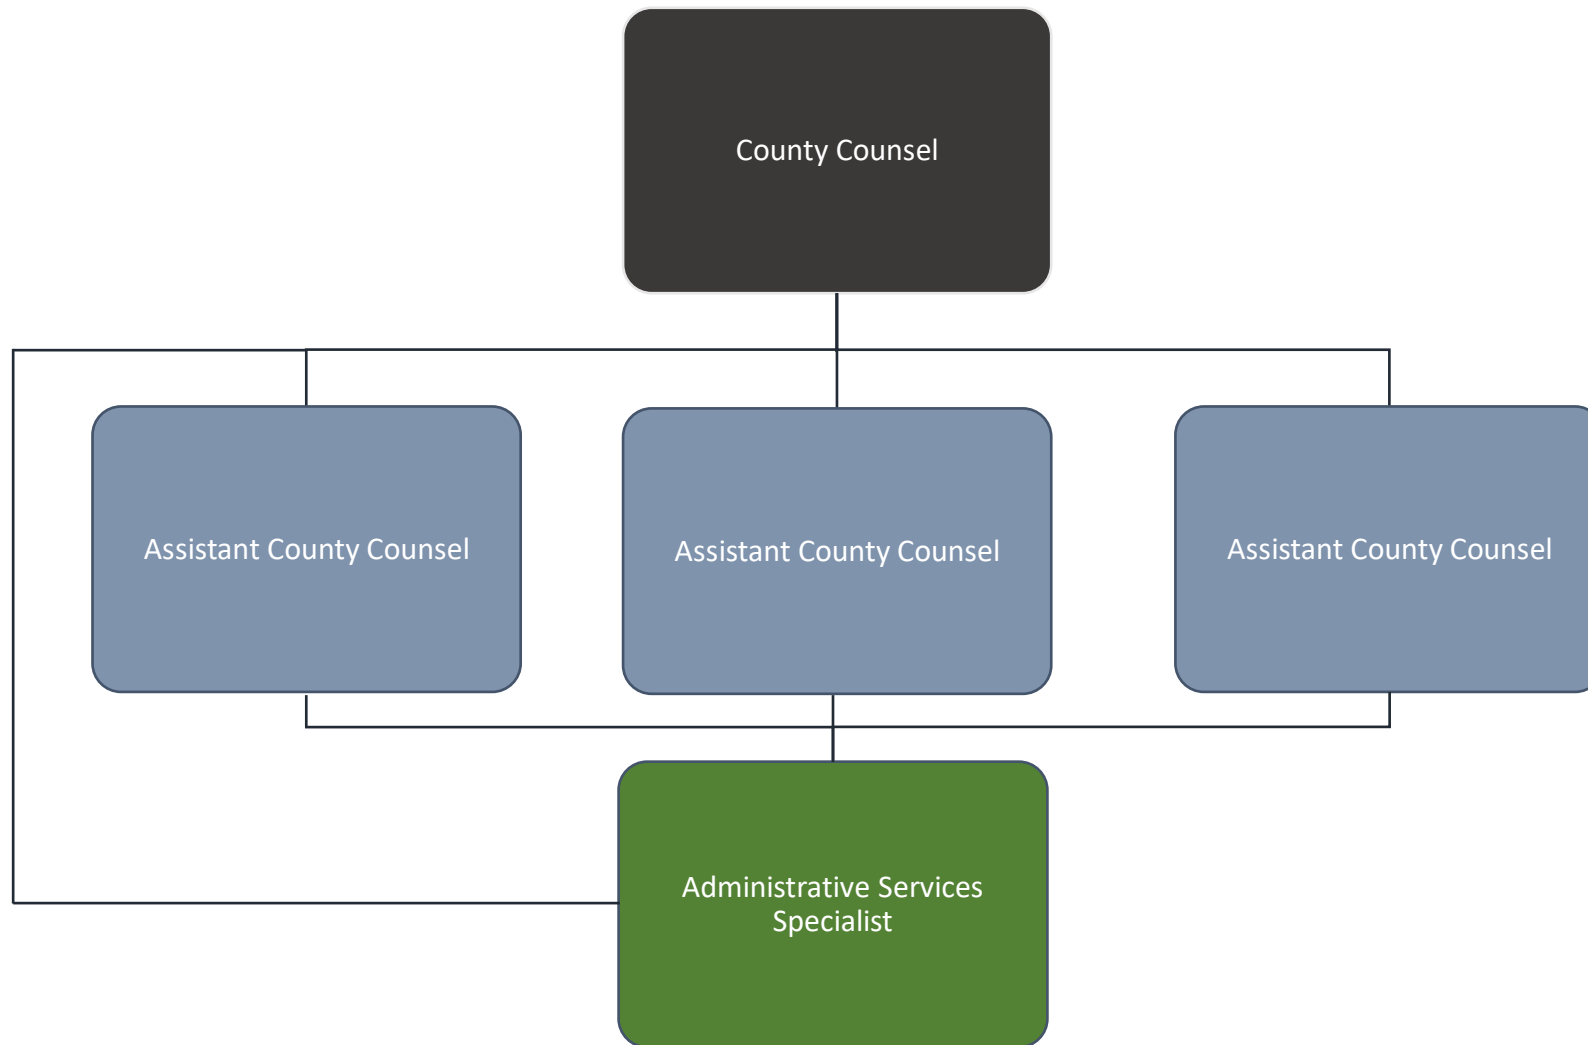 County Counsel
Assistant County Counsel
Assistant County Counsel
Assistant County Counsel
Administrative Services
Specialist